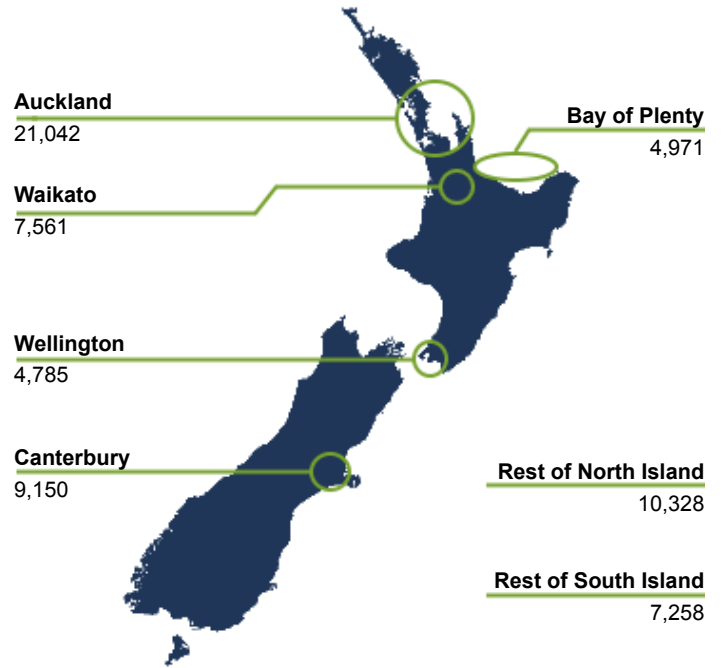 Auckland
21,042
Bay of Plenty
4,971
Waikato
7,561
Wellington
4,785
Canterbury
9,150
Rest of North Island
10,328
Rest of South Island
7,258